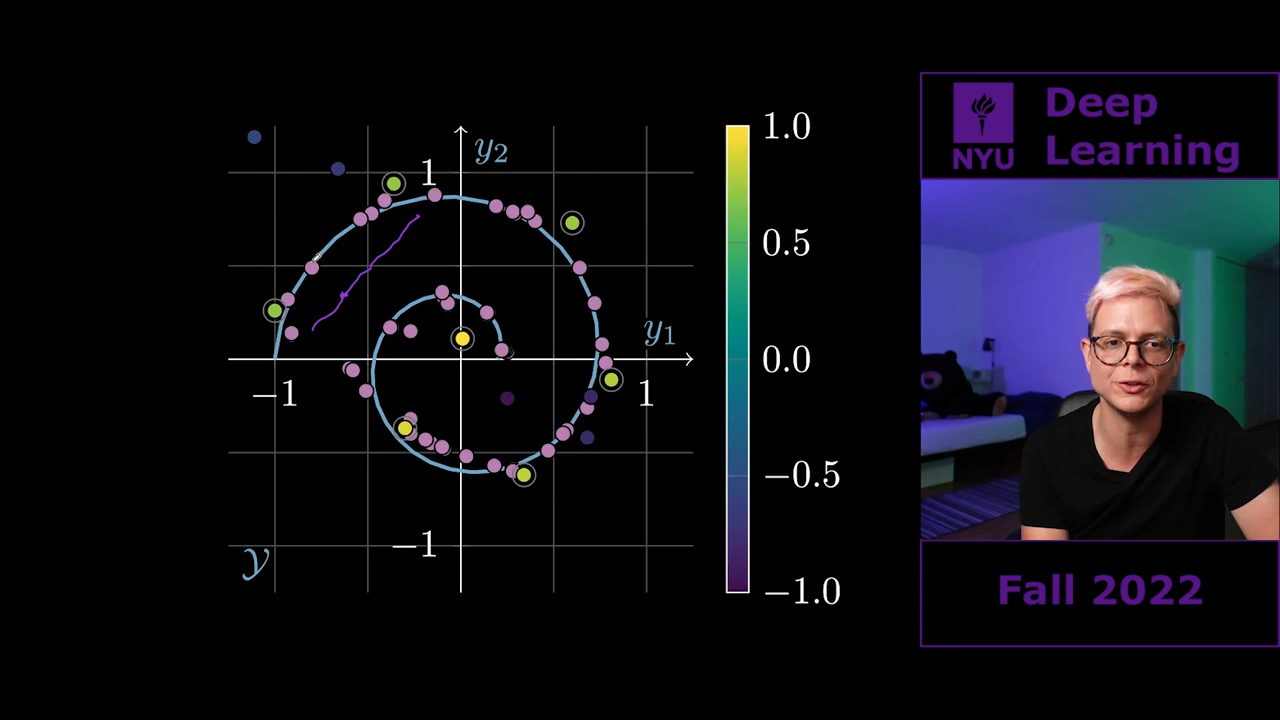 y₂
1
y₁
−1
1
−1
𝒴
1.0
0.5
0.0
−0.5
−1.0
NYU
Deep
Learning
Fall 2022